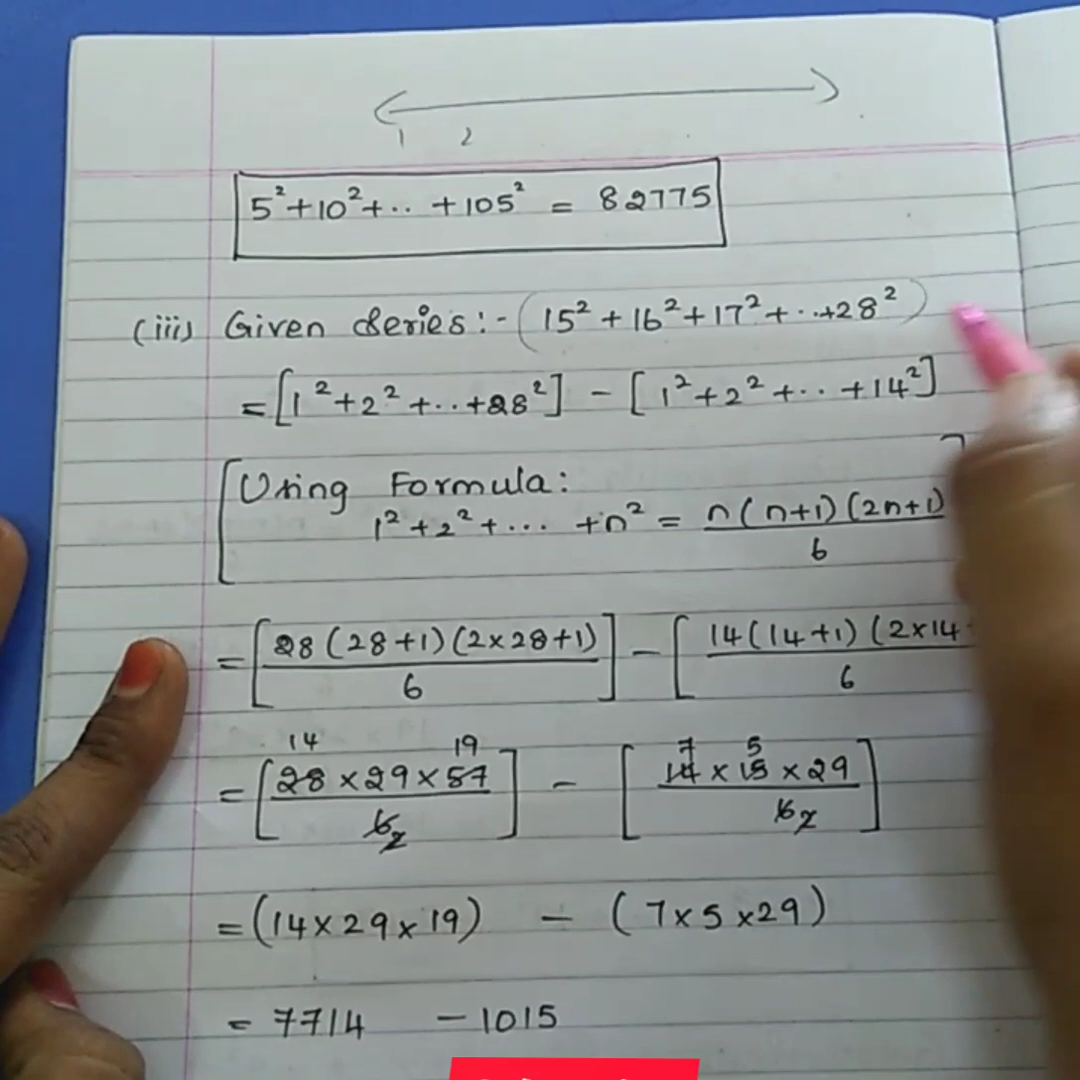 1 2
5²+10²+.. +105² = 82775
(iii) Given Series:- (15²+16²+17²+...+28²)
=[1²+2²+...+28²] - [1²+2²+...+14²]
[Using Formula: ]
1²+2²+.... +n² = n(n+1)(2n+1)/6
=[28(28+1)(2×28+1)/6] - [14(14+1)(2×14
6
14 19 7 5
=[28×29×57/6 2] - [14×15×29/6 2]
=(14×29×19) - (7×5×29)
= 7714 -1015